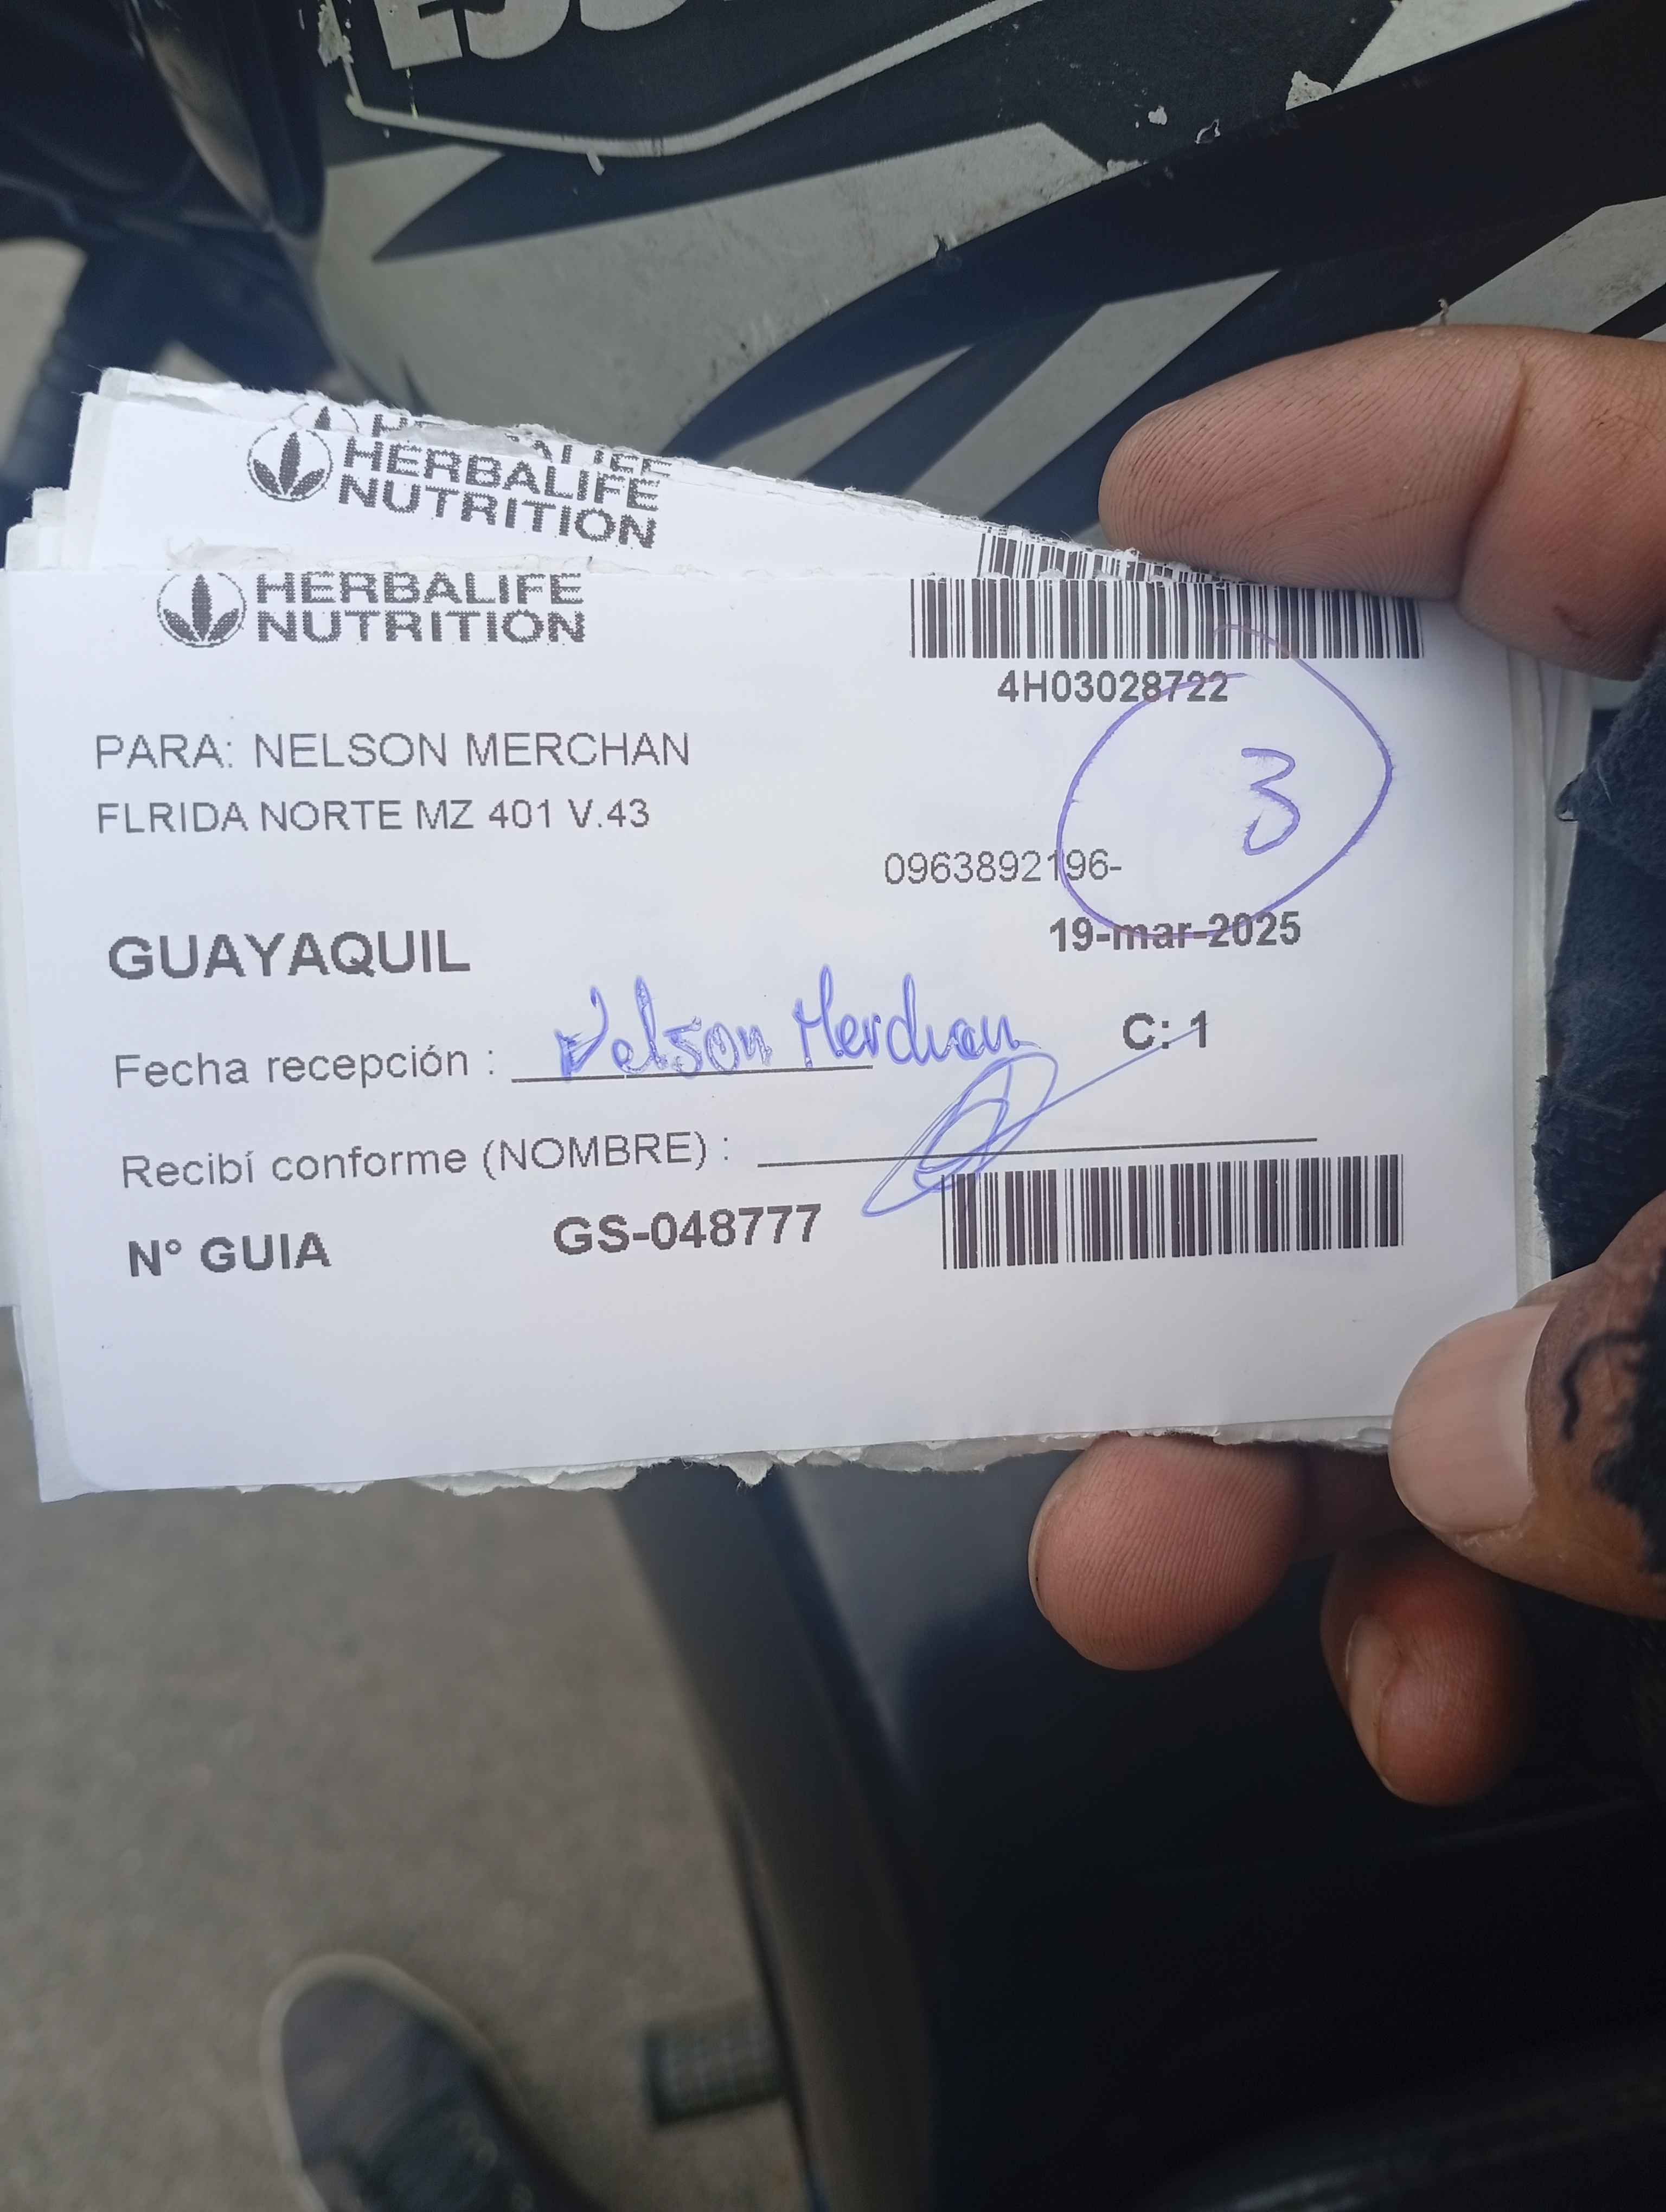 HERBALIFE
NUTRITION
HERBALIFE
NUTRITION
4H03028722
3
PARA: NELSON MERCHAN
FLRIDA NORTE MZ 401 V.43
0963892196-
19-mar-2025
GUAYAQUIL
C: 1
Fecha recepción : Nelson Merchan
Recibí conforme (NOMBRE) :
N° GUIA GS-048777